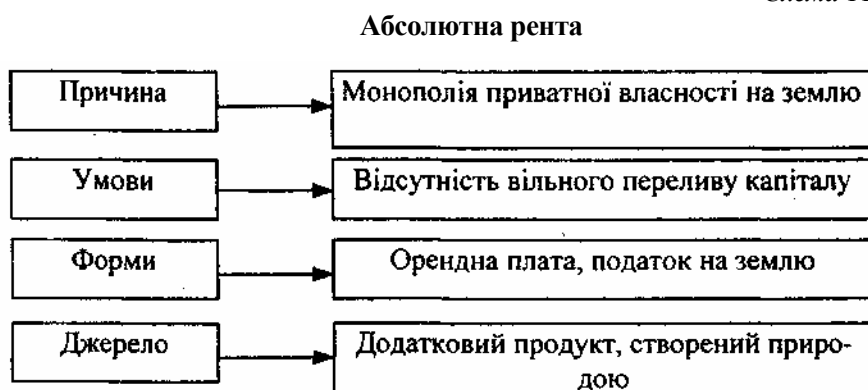 Абсолютна рента
Причина
Монополія приватної власності на землю
Умови
Відсутність вільного переливу капіталу
Форми
Орендна плата, податок на землю
Джерело
Додатковий продукт, створений приро-
дою